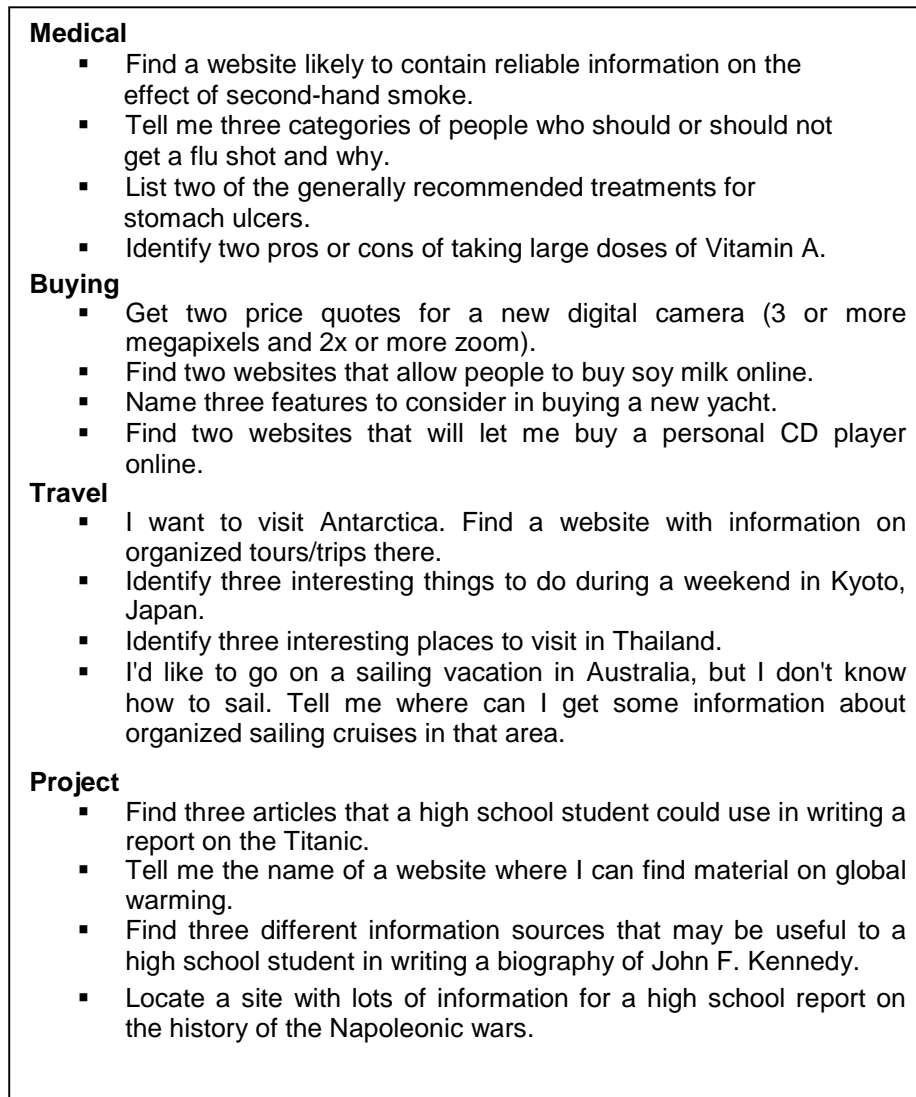 Medical
▪ Find a website likely to contain reliable information on the
effect of second-hand smoke.
▪ Tell me three categories of people who should or should not
get a flu shot and why.
▪ List two of the generally recommended treatments for
stomach ulcers.
▪ Identify two pros or cons of taking large doses of Vitamin A.
Buying
▪ Get two price quotes for a new digital camera (3 or more
megapixels and 2x or more zoom).
▪ Find two websites that allow people to buy soy milk online.
▪ Name three features to consider in buying a new yacht.
▪ Find two websites that will let me buy a personal CD player
online.
Travel
▪ I want to visit Antarctica. Find a website with information on
organized tours/trips there.
▪ Identify three interesting things to do during a weekend in Kyoto,
Japan.
▪ Identify three interesting places to visit in Thailand.
▪ I'd like to go on a sailing vacation in Australia, but I don't know
how to sail. Tell me where can I get some information about
organized sailing cruises in that area.
Project
▪ Find three articles that a high school student could use in writing a
report on the Titanic.
▪ Tell me the name of a website where I can find material on global
warming.
▪ Find three different information sources that may be useful to a
high school student in writing a biography of John F. Kennedy.
▪ Locate a site with lots of information for a high school report on
the history of the Napoleonic wars.